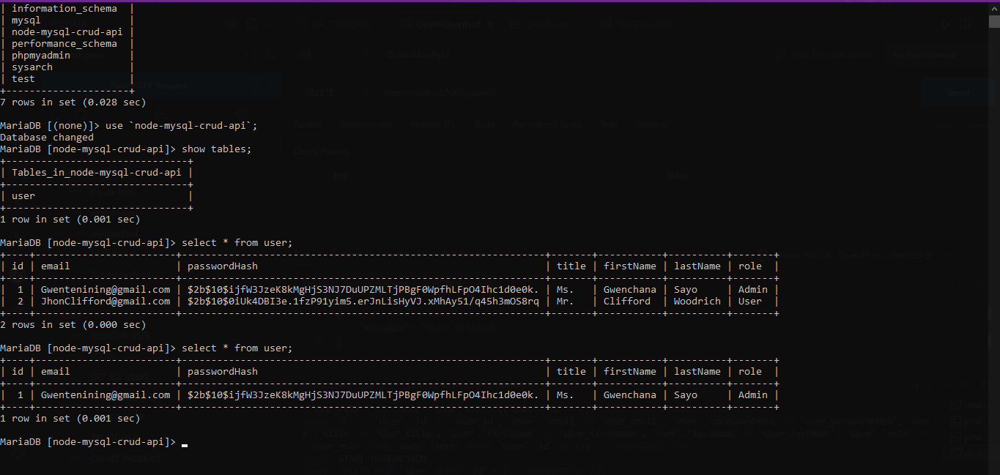 | information_schema  |
| mysql               |
| node-mysql-crud-api |
| performance_schema  |
| phpmyadmin          |
| sysarch             |
| test                |
+---------------------+
7 rows in set (0.028 sec)

MariaDB [(none)]> use `node-mysql-crud-api`;
Database changed
MariaDB [node-mysql-crud-api]> show tables;
+-------------------------------+
| Tables_in_node-mysql-crud-api |
+-------------------------------+
| user                          |
+-------------------------------+
1 row in set (0.001 sec)

MariaDB [node-mysql-crud-api]> select * from user;
+----+------------------------+--------------------------------------------------------------+-------+-----------+----------+-------+
| id | email                  | passwordHash                                                 | title | firstName | lastName | role  |
+----+------------------------+--------------------------------------------------------------+-------+-----------+----------+-------+
|  1 | Gwentenining@gmail.com | $2b$10$ijfW3JzeK8kMgHjS3NJ7DuUPZMLTjPBgF0WpfhLFpO4Ihc1d0e0k. | Ms.   | Gwenchana | Sayo     | Admin |
|  2 | JhonClifford@gmail.com | $2b$10$0iUk4DBI3e.1fzP91yim5.erJnLisHyVJ.xMhAy51/q45h3mOS8rq | Mr.   | Clifford  | Woodrich | User  |
+----+------------------------+--------------------------------------------------------------+-------+-----------+----------+-------+
2 rows in set (0.000 sec)

MariaDB [node-mysql-crud-api]> select * from user;
+----+------------------------+--------------------------------------------------------------+-------+-----------+----------+-------+
| id | email                  | passwordHash                                                 | title | firstName | lastName | role  |
+----+------------------------+--------------------------------------------------------------+-------+-----------+----------+-------+
|  1 | Gwentenining@gmail.com | $2b$10$ijfW3JzeK8kMgHjS3NJ7DuUPZMLTjPBgF0WpfhLFpO4Ihc1d0e0k. | Ms.   | Gwenchana | Sayo     | Admin |
+----+------------------------+--------------------------------------------------------------+-------+-----------+----------+-------+
1 row in set (0.001 sec)

MariaDB [node-mysql-crud-api]>